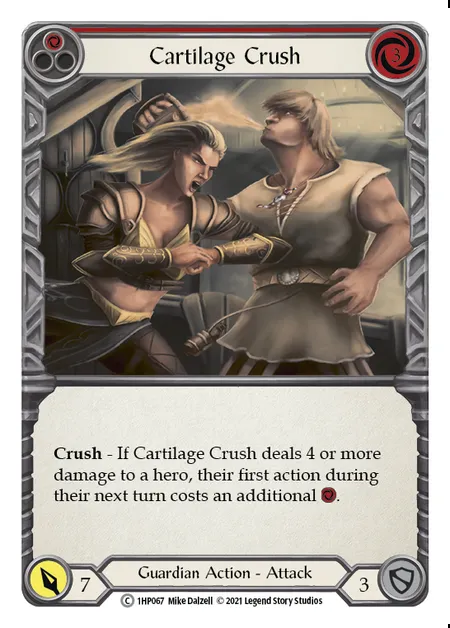 Cartilage Crush
3
Crush - If Cartilage Crush deals 4 or more
damage to a hero, their first action during
their next turn costs an additional .
7
Guardian Action - Attack
3
C 1HP067 Mike Dalzell © 2021 Legend Story Studios